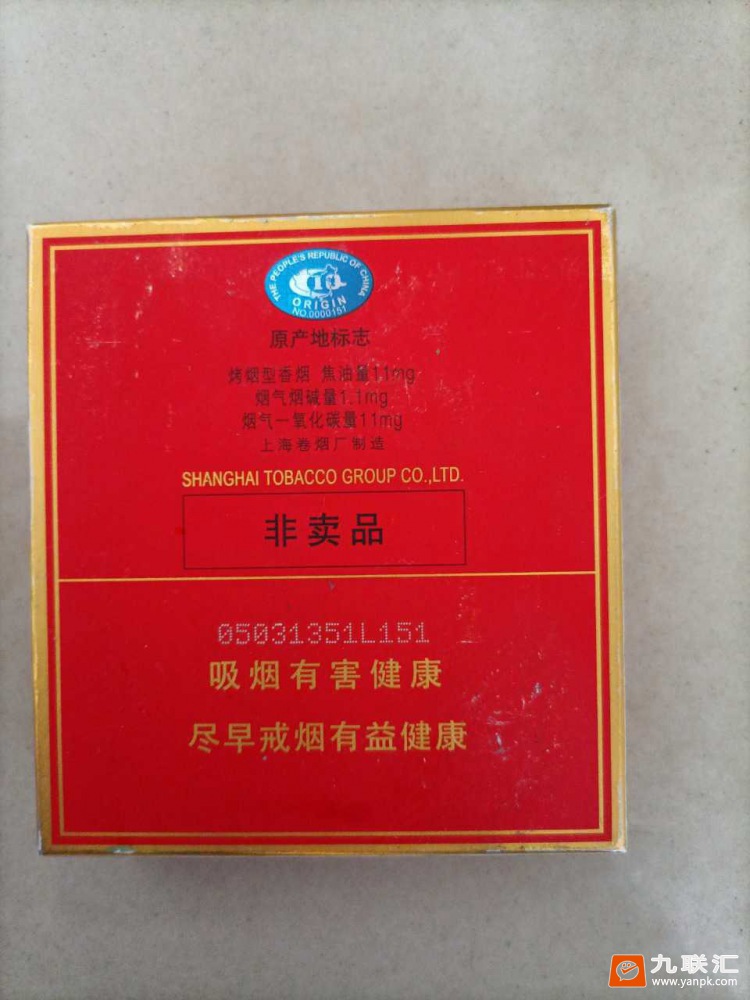 THE PEOPLE'S REPUBLIC OF CHINA
ORIGIN
NO.0000151
原产地标志
烤烟型香烟 焦油量11mg
烟气烟碱量1.1mg
烟气一氧化碳量11mg
上海卷烟厂制造
SHANGHAI TOBACCO GROUP CO.,LTD.
非卖品
05031351L151
吸烟有害健康
尽早戒烟有益健康
九联汇
www.yanpk.com